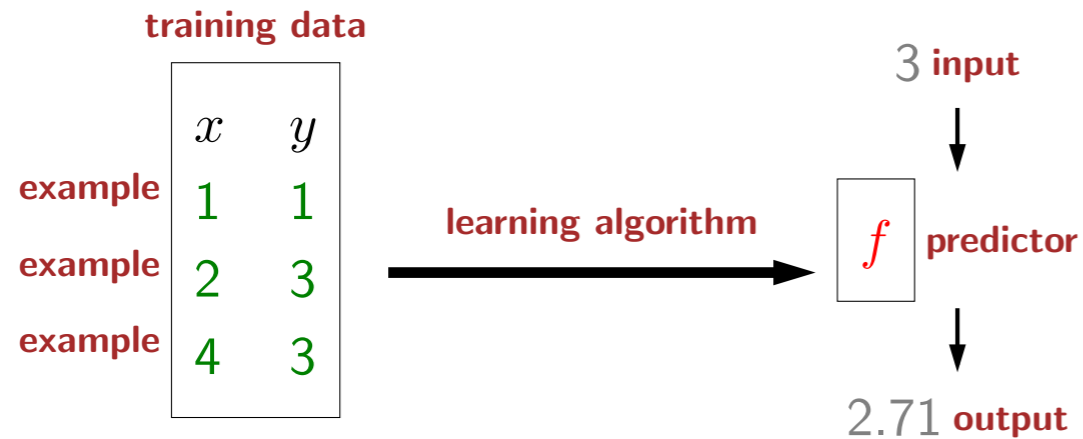 training data
x y
example 1 1
example 2 3
example 4 3
learning algorithm
3 input
f predictor
2.71 output